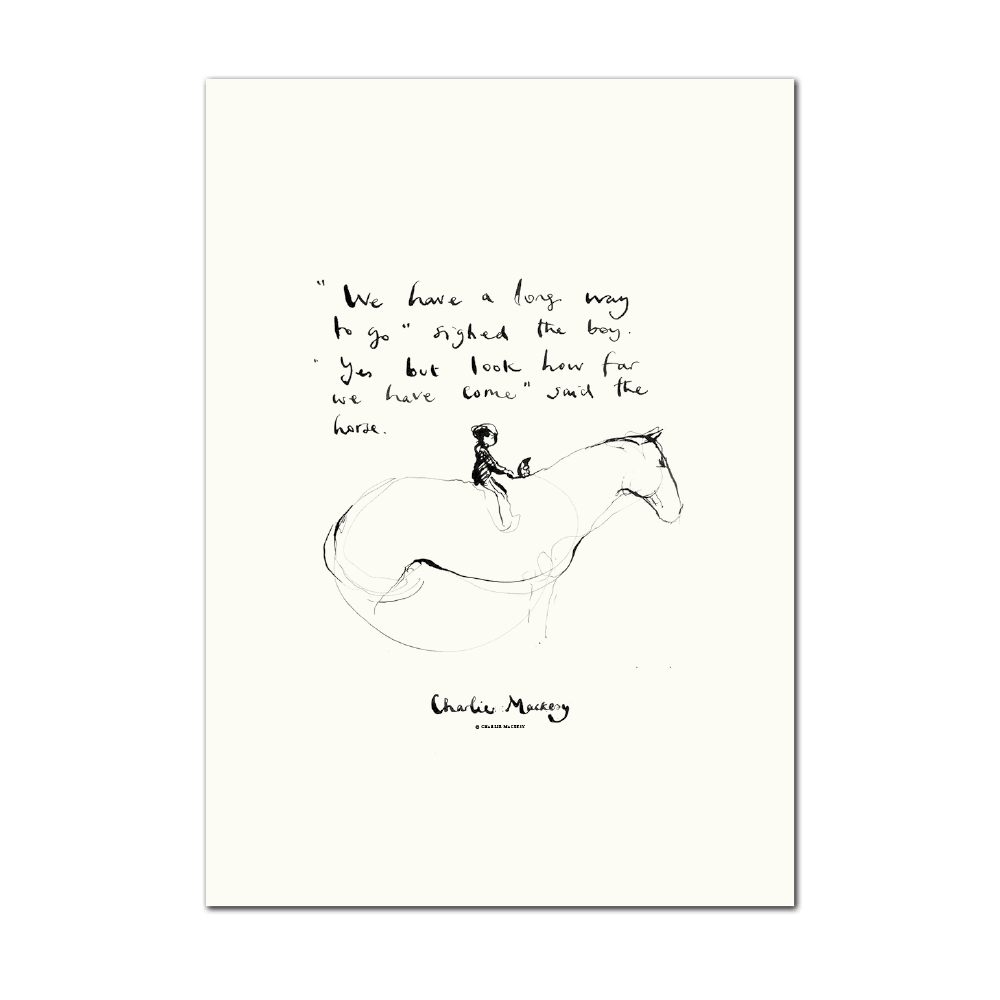 "We have a long way
to go" sighed the boy.
"Yes but look how far
we have come" said the
horse.
Charlie Mackesy
© CHARLIE MACKESY